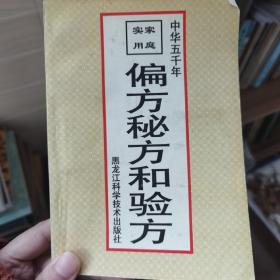 中华五千年
家庭实用
偏方秘方和验方
黑龙江科学技术出版社